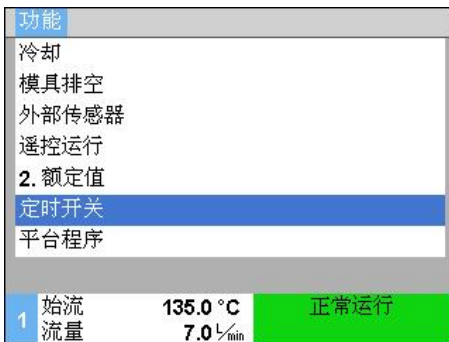 功能
冷却
模具排空
外部传感器
遥控运行
2. 额定值
定时开关
平台程序
1 始流 135.0 °C 正常运行
流量 7.0 L/min